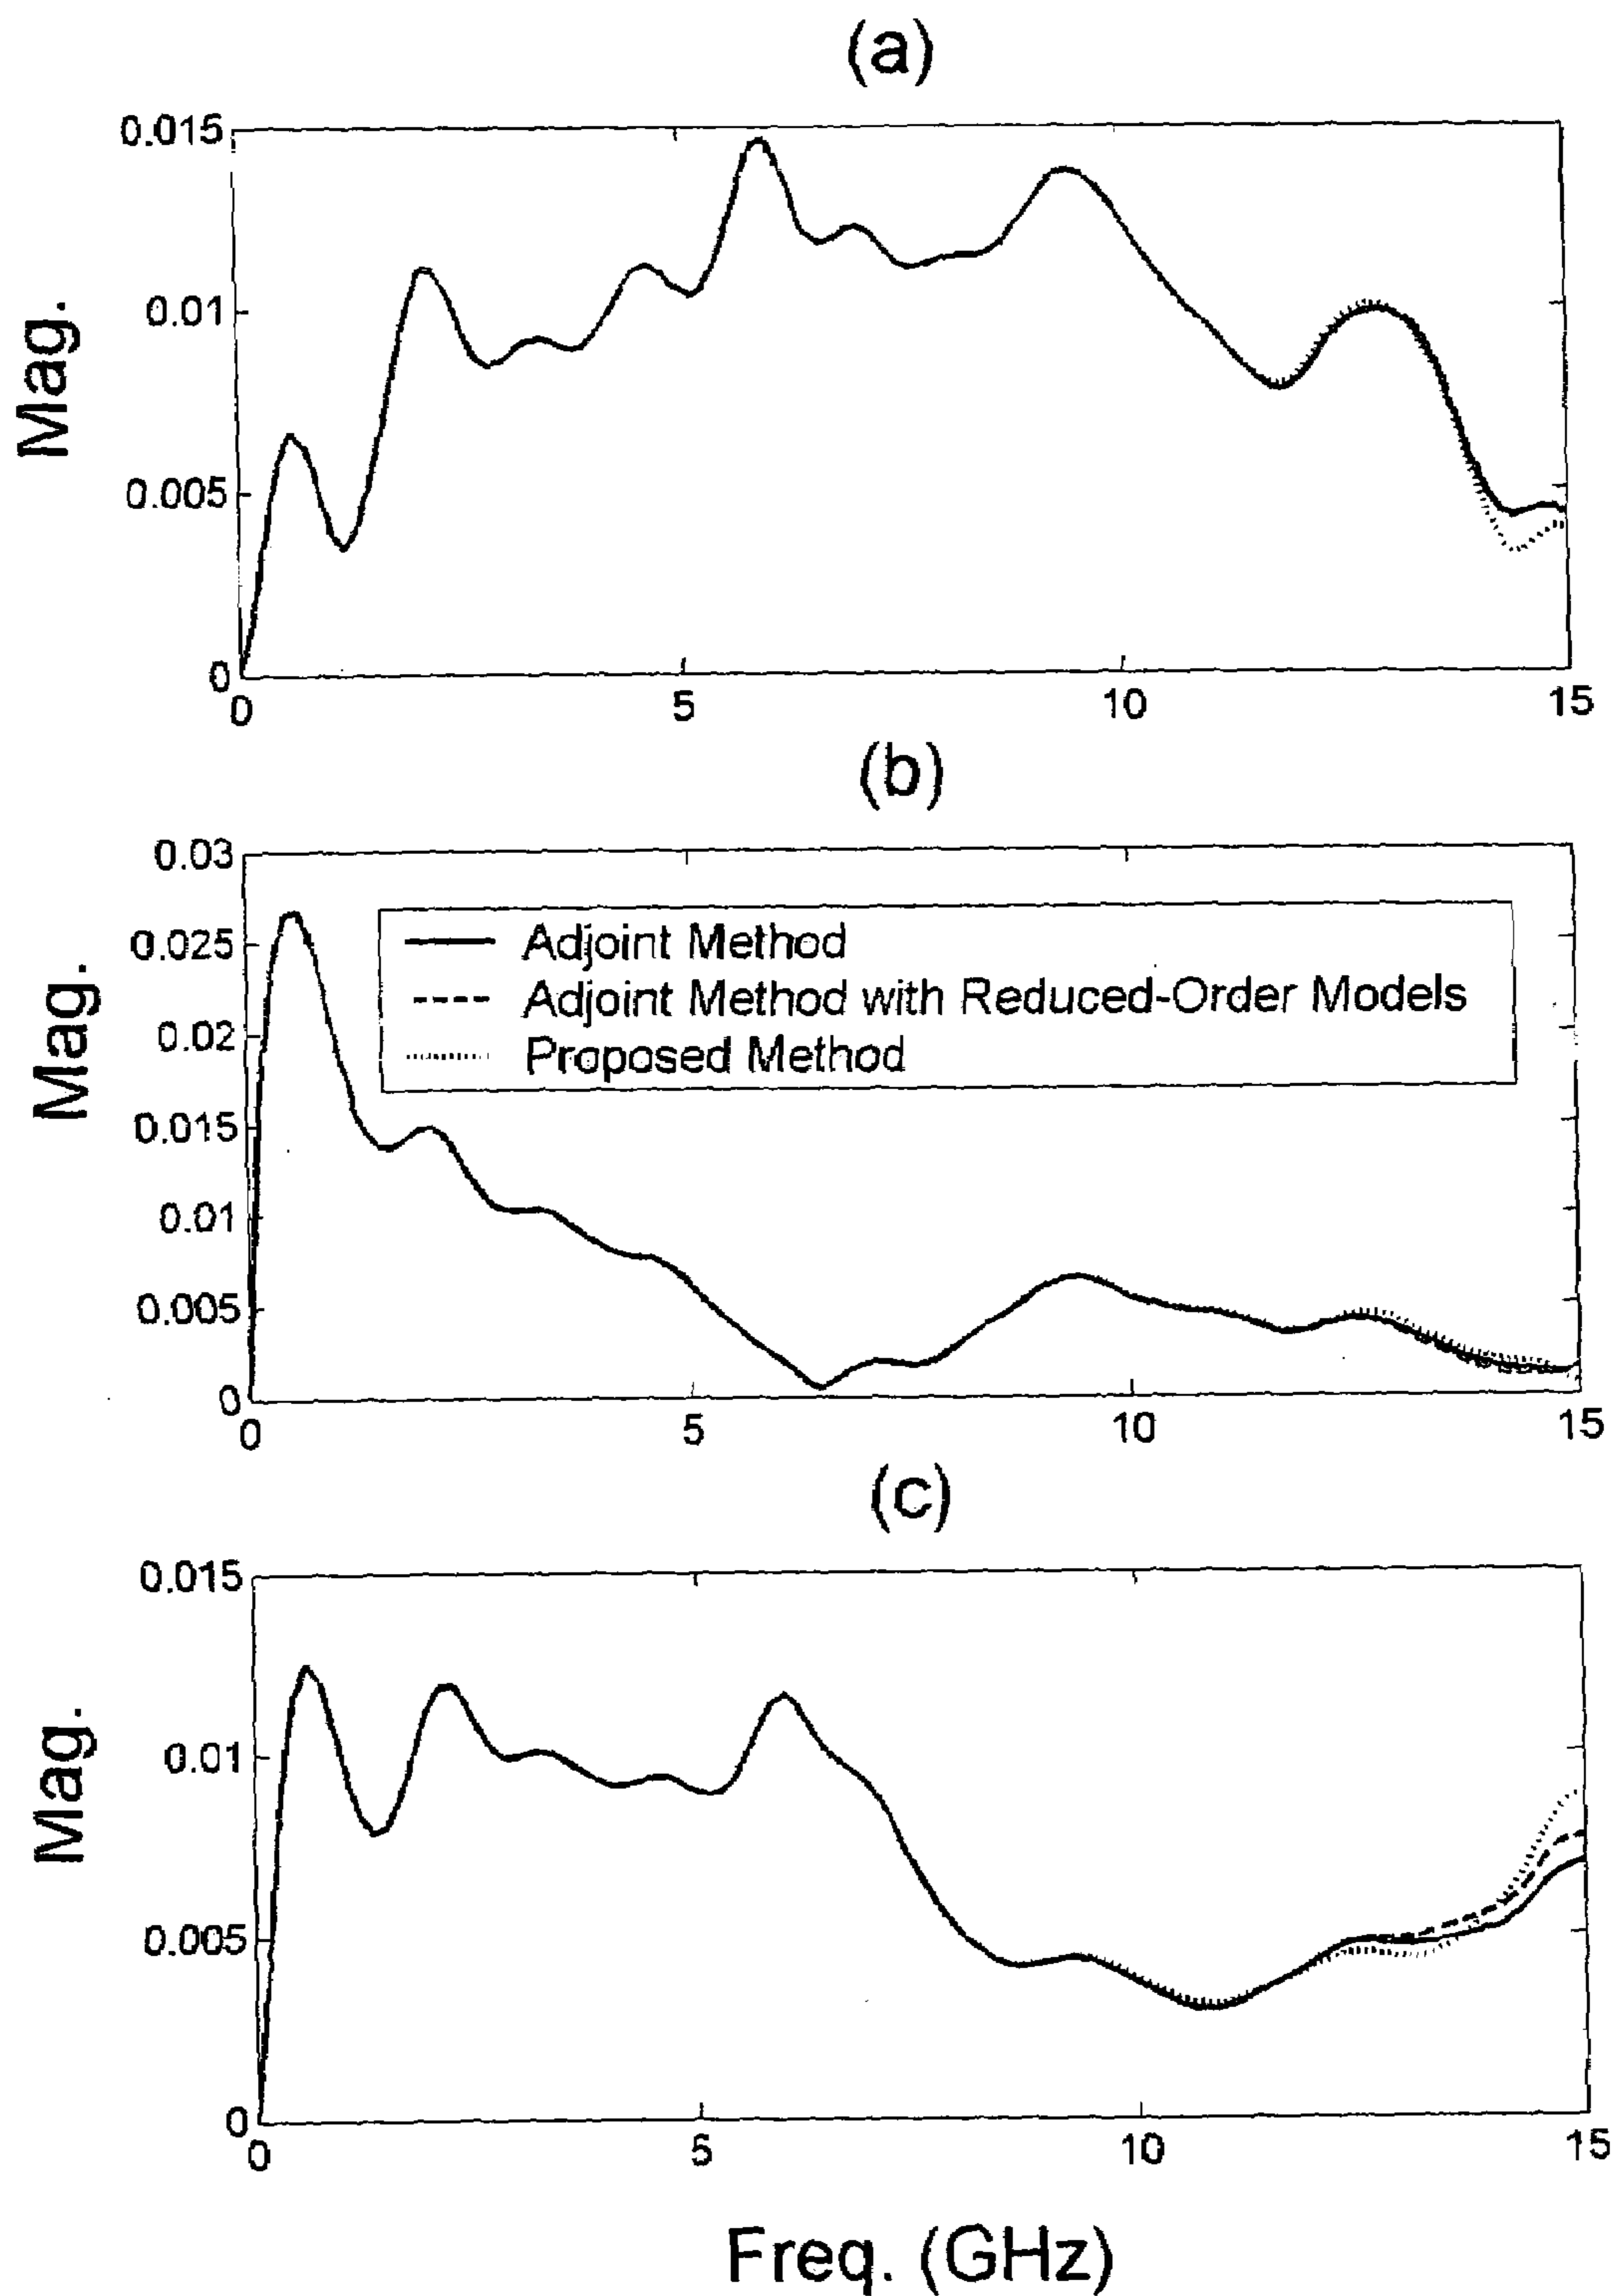 (a)
0.015
0.01
0.005
0
Mag.
0 5 10 15
(b)
0.03
0.025
0.02
0.015
0.01
0.005
0
Mag.
Adjoint Method
Adjoint Method with Reduced-Order Models
Proposed Method
0 5 10 15
(c)
0.015
0.01
0.005
0
Mag.
0 5 10 15
Freq. (GHz)